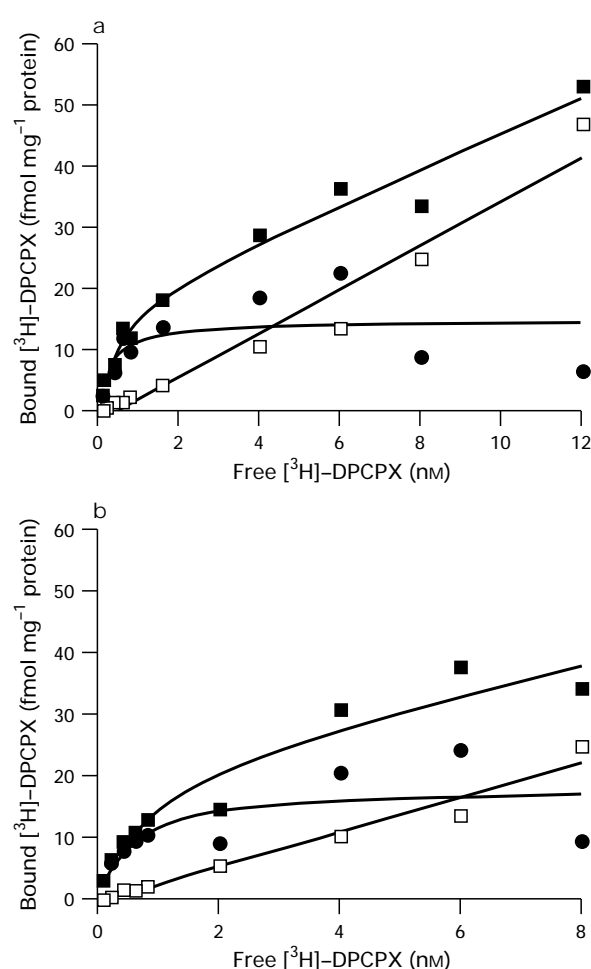 a
60
50
40
30
20
10
0
Bound [³H]–DPCPX (fmol mg⁻¹ protein)
0 2 4 6 8 10 12
Free [³H]–DPCPX (nM)
b
60
50
40
30
20
10
0
Bound [³H]–DPCPX (fmol mg⁻¹ protein)
0 2 4 6 8
Free [³H]–DPCPX (nM)